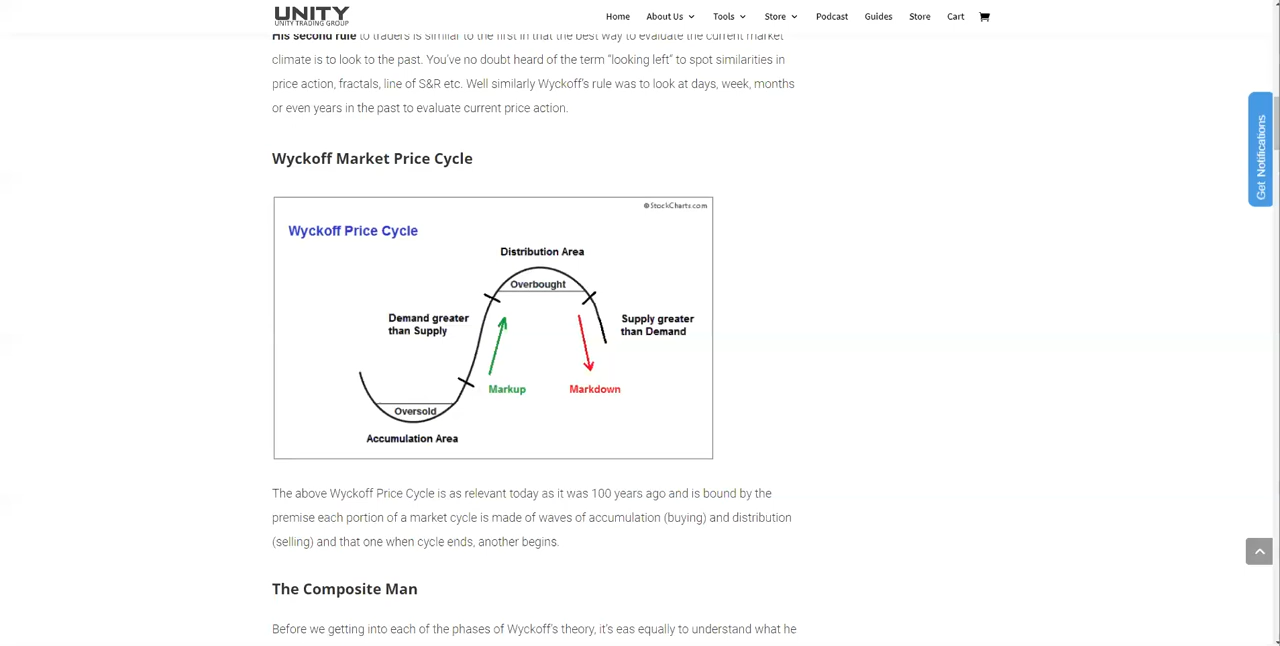 UNITY
UNITY TRADING GROUP
Home About Us Tools Store Podcast Guides Store Cart
His second rule to traders is similar to the first in that the best way to evaluate the current market
climate is to look to the past. You've no doubt heard of the term “looking left” to spot similarities in
price action, fractals, line of S&R etc. Well similarly Wyckoff's rule was to look at days, week, months
or even years in the past to evaluate current price action.
Get Notifications
Wyckoff Market Price Cycle
© StockCharts.com
Wyckoff Price Cycle
Distribution Area
Overbought
Demand greater
than Supply
Supply greater
than Demand
Markup
Markdown
Oversold
Accumulation Area
The above Wyckoff Price Cycle is as relevant today as it was 100 years ago and is bound by the
premise each portion of a market cycle is made of waves of accumulation (buying) and distribution
(selling) and that one when cycle ends, another begins.
The Composite Man
Before we getting into each of the phases of Wyckoff's theory, it's eas equally to understand what he